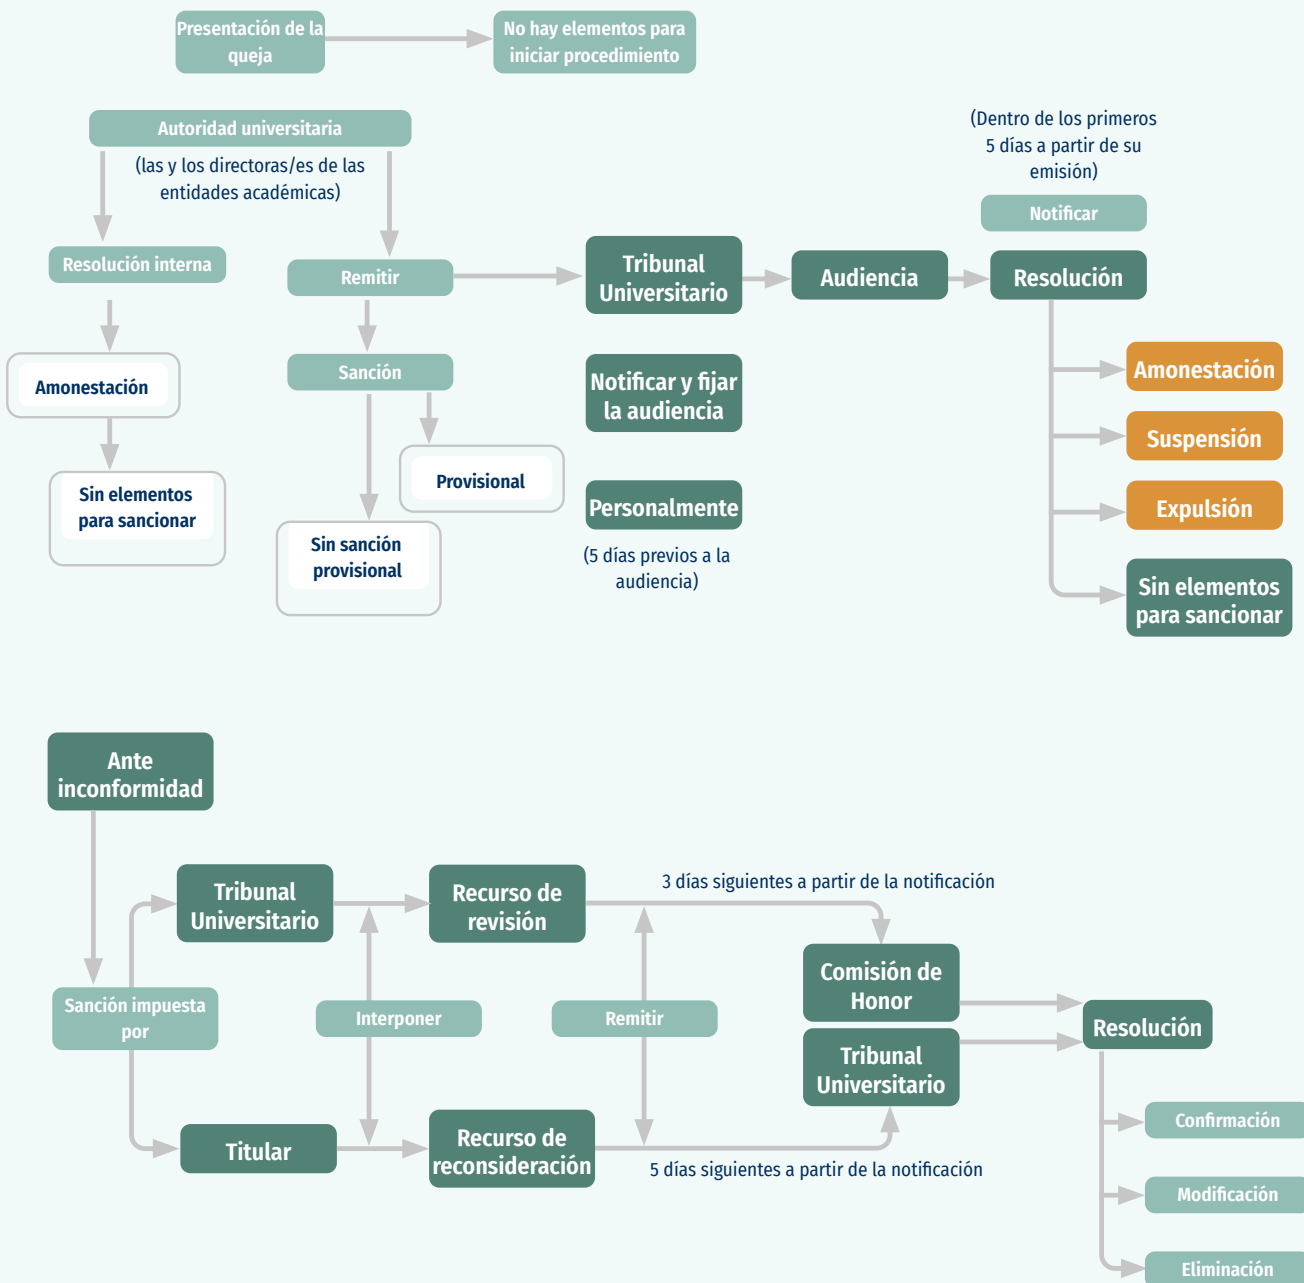 Presentación de la
queja
No hay elementos para
iniciar procedimiento
Autoridad universitaria
(las y los directoras/es de las
entidades académicas)
(Dentro de los primeros
5 días a partir de su
emisión)
Notificar
Resolución interna
Remitir
Tribunal
Universitario
Audiencia
Resolución
Amonestación
Sin elementos
para sancionar
Sanción
Provisional
Sin sanción
provisional
Notificar y fijar
la audiencia
Personalmente
(5 días previos a la
audiencia)
Amonestación
Suspensión
Expulsión
Sin elementos
para sancionar
Ante
inconformidad
Sanción impuesta
por
Tribunal
Universitario
Recurso de
revisión
3 días siguientes a partir de la notificación
Interponer
Remitir
Comisión de
Honor
Tribunal
Universitario
Resolución
Titular
Recurso de
reconsideración
5 días siguientes a partir de la notificación
Confirmación
Modificación
Eliminación